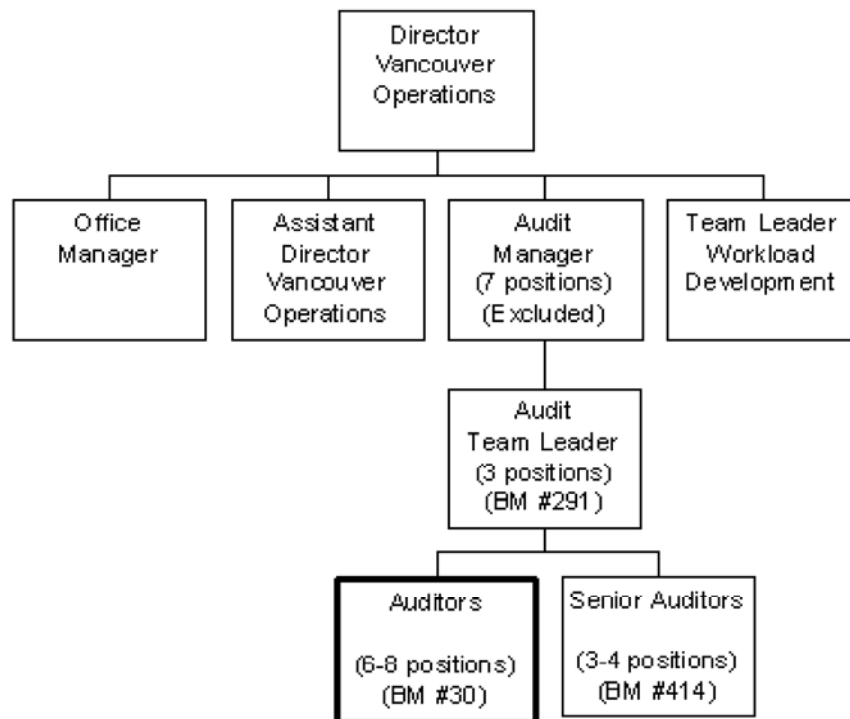 Director
Vancouver
Operations
Office
Manager
Assistant
Director
Vancouver
Operations
Audit
Manager
(7 positions)
(Excluded)
Team Leader
Workload
Development
Audit
Team Leader
(3 positions)
(BM #291)
Auditors
(6-8 positions)
(BM #30)
Senior Auditors
(3-4 positions)
(BM #414)